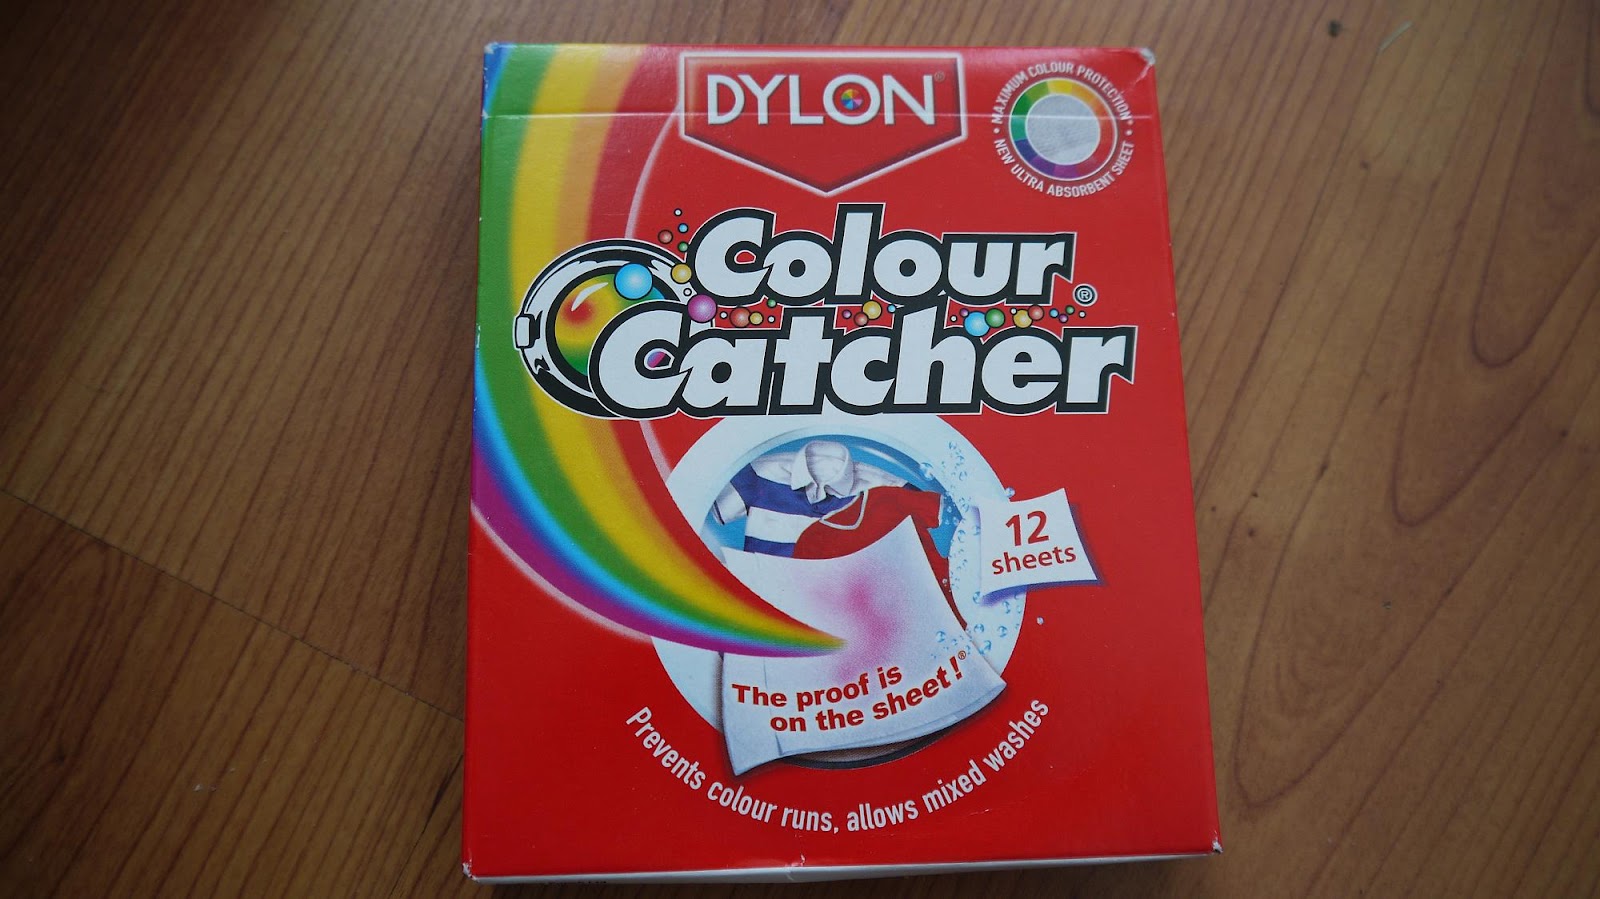 DYLON®
• MAXIMUM COLOUR PROTECTION •
NEW ULTRA ABSORBENT SHEET
Colour
Catcher®
12
sheets
The proof is
on the sheet!®
Prevents colour runs, allows mixed washes